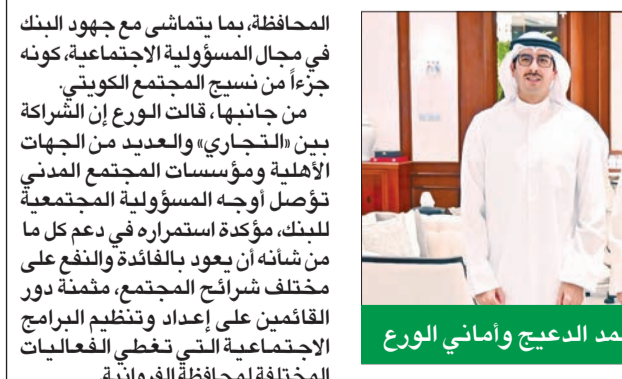 المحافظة، بما يتماشى مع جهود البنك
في مجال المسؤولية الاجتماعية، كونه
جزءاً من نسيج المجتمع الكويتي.
من جانبها، قالت الورع إن الشراكة
بين «التجاري» والعديد من الجهات
الأهلية ومؤسسات المجتمع المدني
تؤصل أوجه المسؤولية المجتمعية
للبنك، مؤكدة استمراره في دعم كل ما
من شأنه أن يعود بالفائدة والنفع على
مختلف شرائح المجتمع، مثمنة دور
القائمين على إعداد وتنظيم البرامج
الاجتماعية التي تغطي الفعاليات
المختلفة لمحافظة الفروانية.
الدعيج وأماني الورع